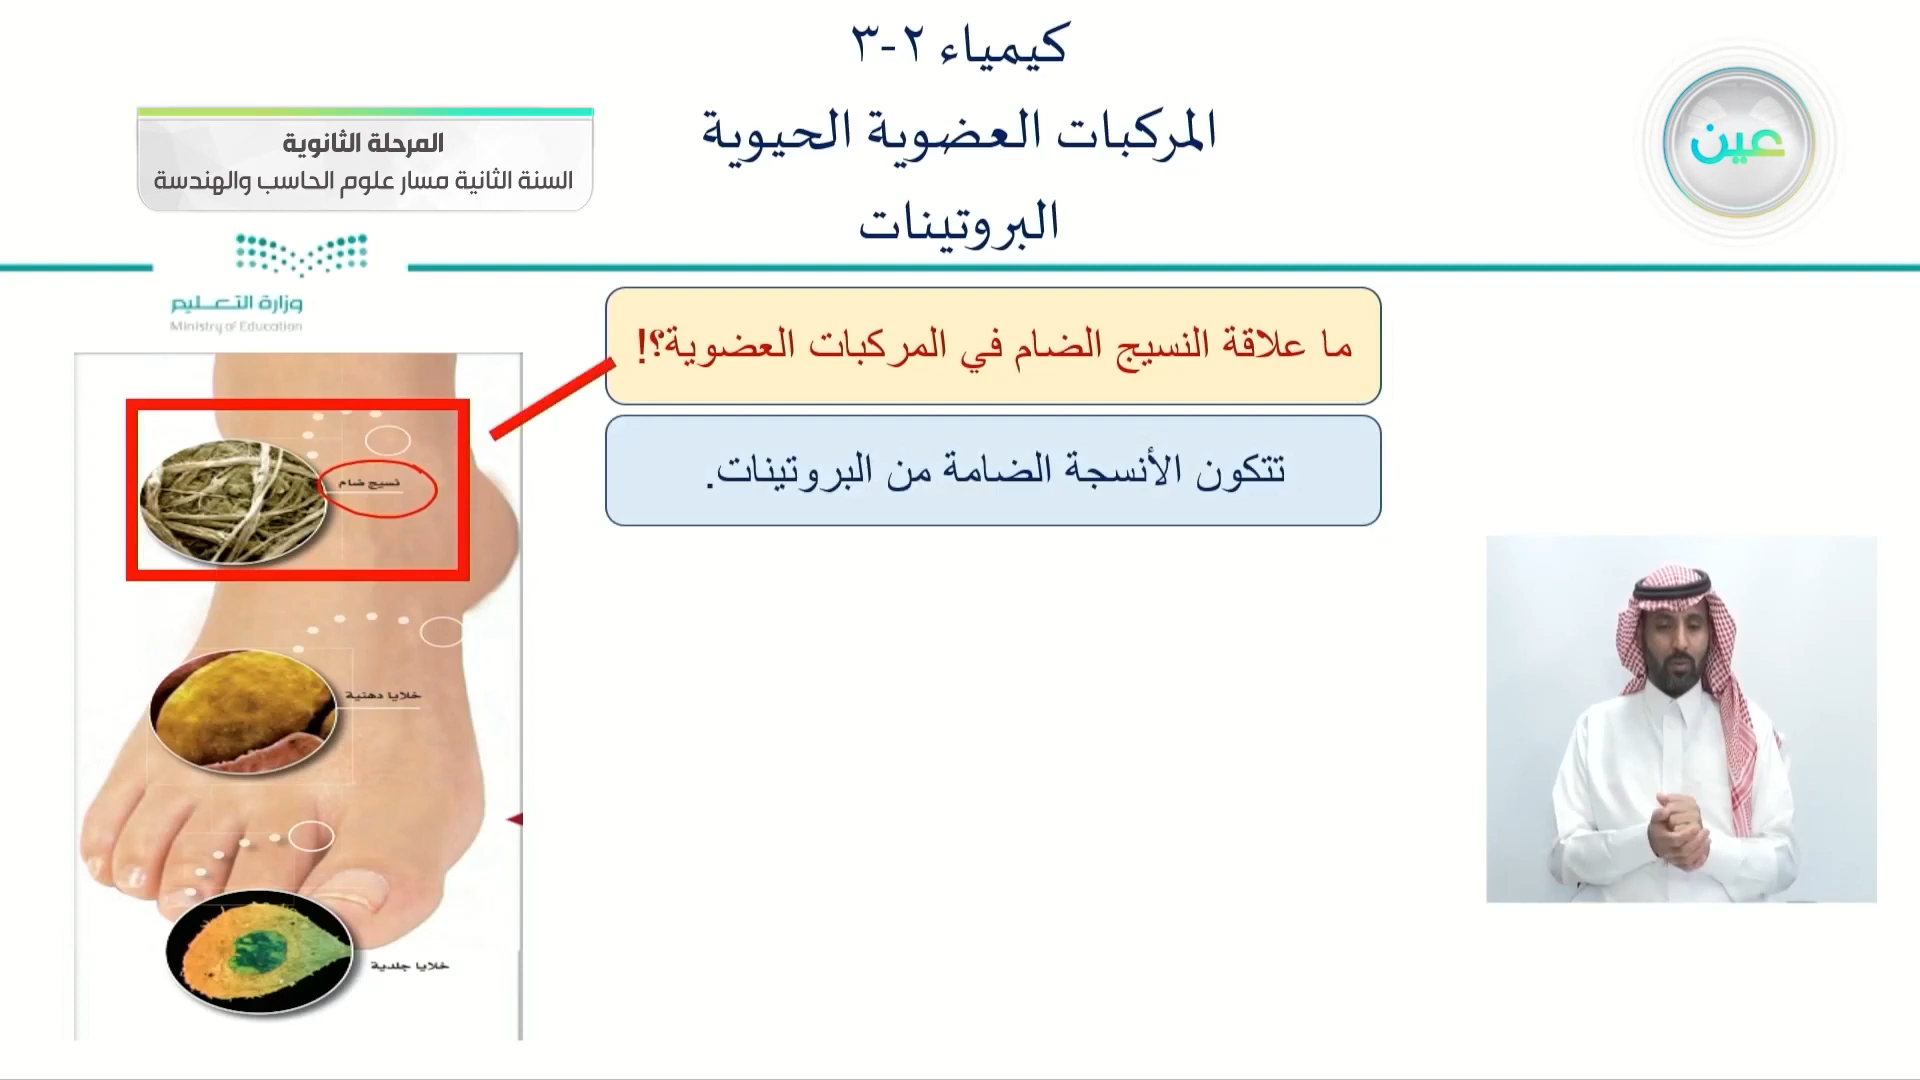 كيمياء ٢-٣
المركبات العضوية الحيوية
البروتينات
عين
المرحلة الثانوية
السنة الثانية مسار علوم الحاسب والهندسة
وزارة التعليم
Ministry of Education
ما علاقة النسيج الضام في المركبات العضوية؟!
تتكون الأنسجة الضامة من البروتينات.
نسيج ضام
خلايا دهنية
خلايا جلدية